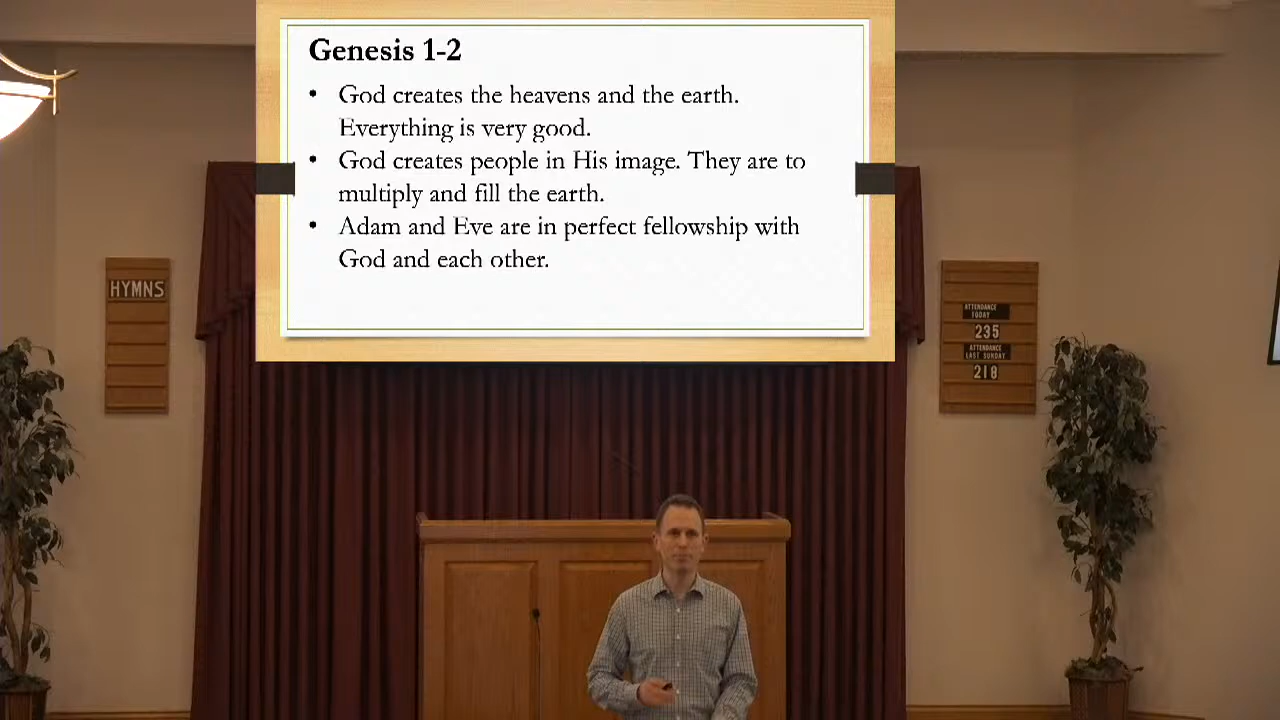 Genesis 1-2
• God creates the heavens and the earth.
Everything is very good.
• God creates people in His image. They are to
multiply and fill the earth.
• Adam and Eve are in perfect fellowship with
God and each other.
HYMNS
ATTENDANCE
TODAY
235
ATTENDANCE
LAST SUNDAY
218